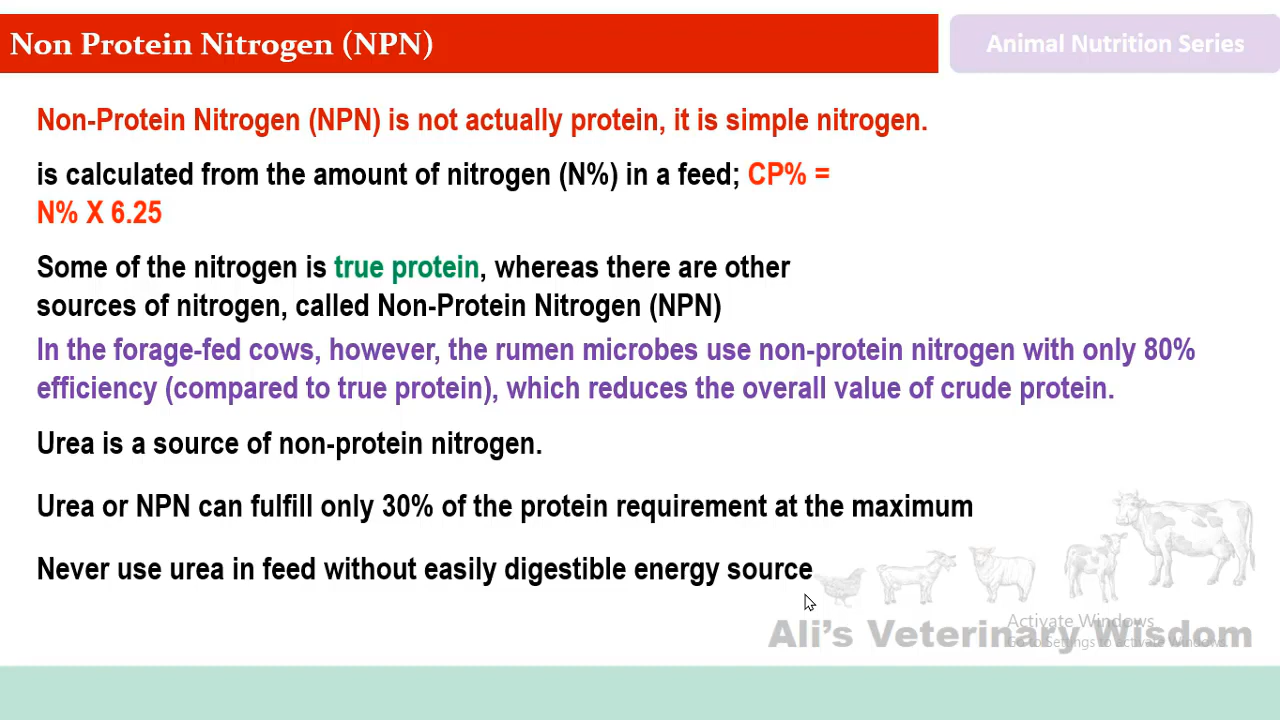 Non Protein Nitrogen (NPN)
Animal Nutrition Series
Non-Protein Nitrogen (NPN) is not actually protein, it is simple nitrogen.
is calculated from the amount of nitrogen (N%) in a feed; CP% =
N% X 6.25
Some of the nitrogen is true protein, whereas there are other
sources of nitrogen, called Non-Protein Nitrogen (NPN)
In the forage-fed cows, however, the rumen microbes use non-protein nitrogen with only 80%
efficiency (compared to true protein), which reduces the overall value of crude protein.
Urea is a source of non-protein nitrogen.
Urea or NPN can fulfill only 30% of the protein requirement at the maximum
Never use urea in feed without easily digestible energy source
Activate Windows
Ali's Veterinary Wisdom
Go to Settings to Activate Windows.